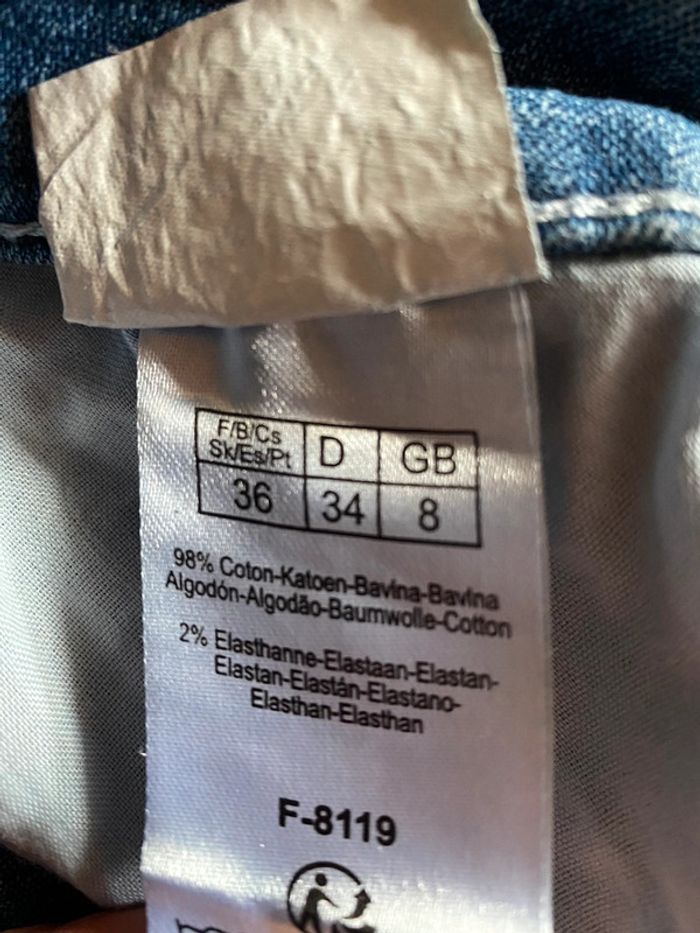 F/B/Cs Sk/Es/Pt D GB
36 34 8
98% Coton-Katoen-Bavlna-Bavlna
Algodón-Algodão-Baumwolle-Cotton
2% Elasthanne-Elastaan-Elastan-
Elastan-Elastán-Elastano-
Elasthan-Elasthan
F-8119